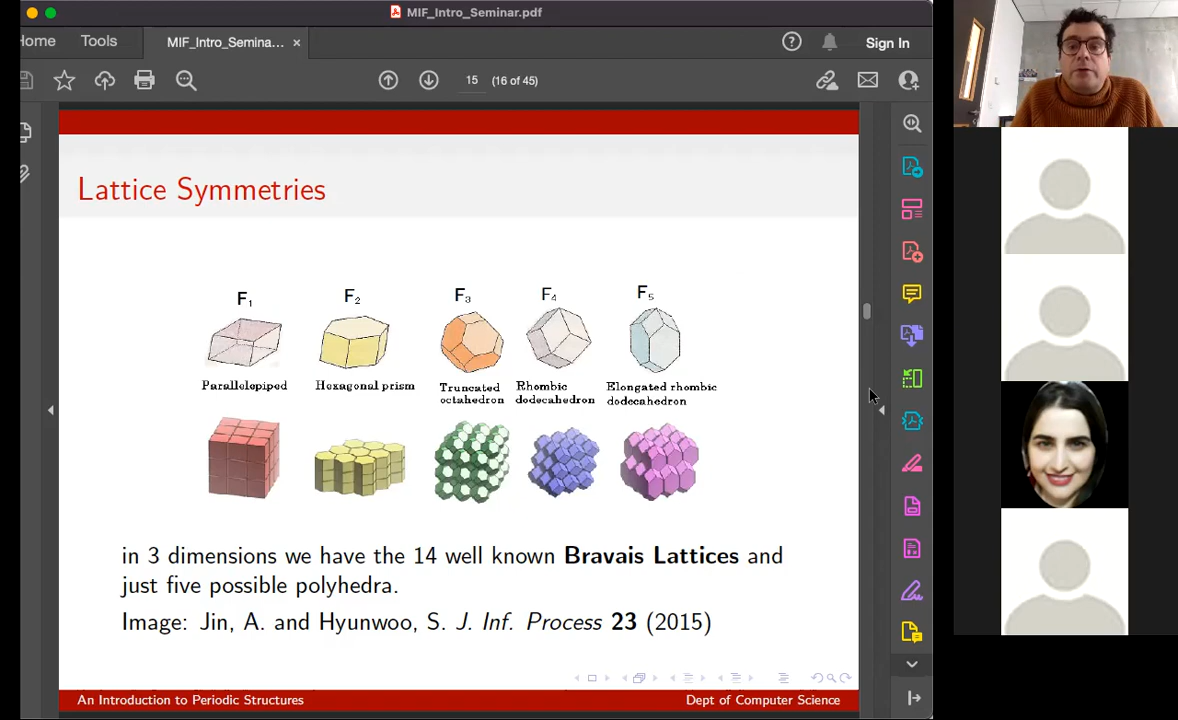 MIF_Intro_Seminar.pdf
Home Tools MIF_Intro_Semina... × Sign In
15 (16 of 45)
Lattice Symmetries
F1 F2 F3 F4 F5
Parallelepiped Hexagonal prism Truncated octahedron Rhombic dodecahedron Elongated rhombic dodecahedron
in 3 dimensions we have the 14 well known Bravais Lattices and
just five possible polyhedra.
Image: Jin, A. and Hyunwoo, S. J. Inf. Process 23 (2015)
An Introduction to Periodic Structures Dept of Computer Science